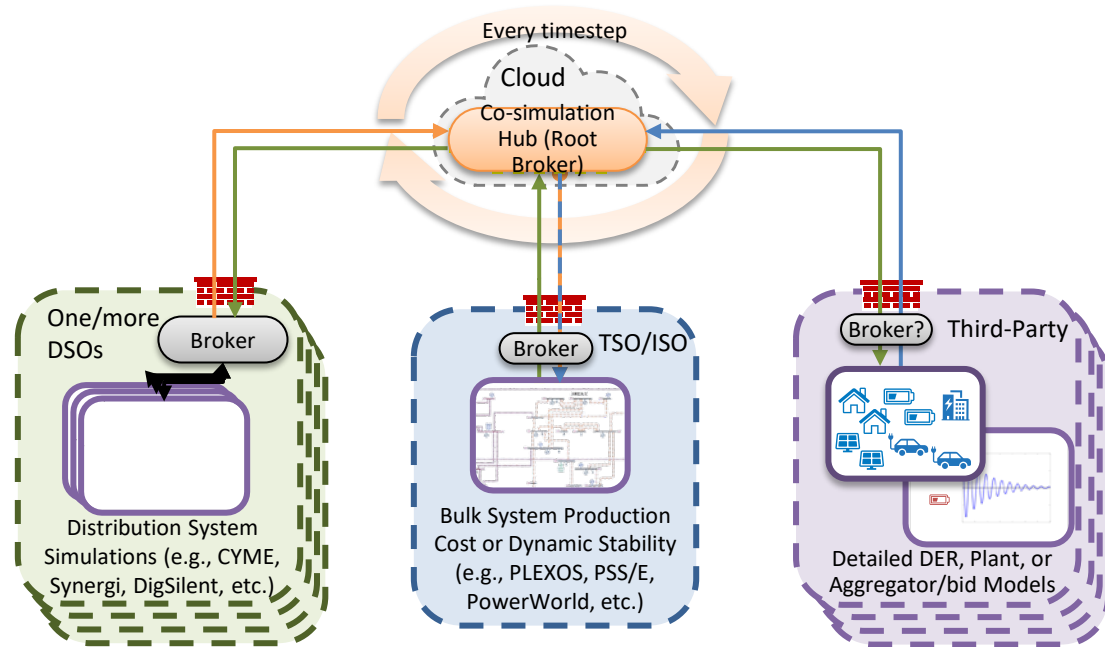 Every timestep
Cloud
Co-simulation
Hub (Root
Broker)
One/more
DSOs
Broker
Distribution System
Simulations (e.g., CYME,
Synergi, DigSilent, etc.)
Broker
TSO/ISO
Bulk System Production
Cost or Dynamic Stability
(e.g., PLEXOS, PSS/E,
PowerWorld, etc.)
Broker?
Third-Party
Detailed DER, Plant, or
Aggregator/bid Models